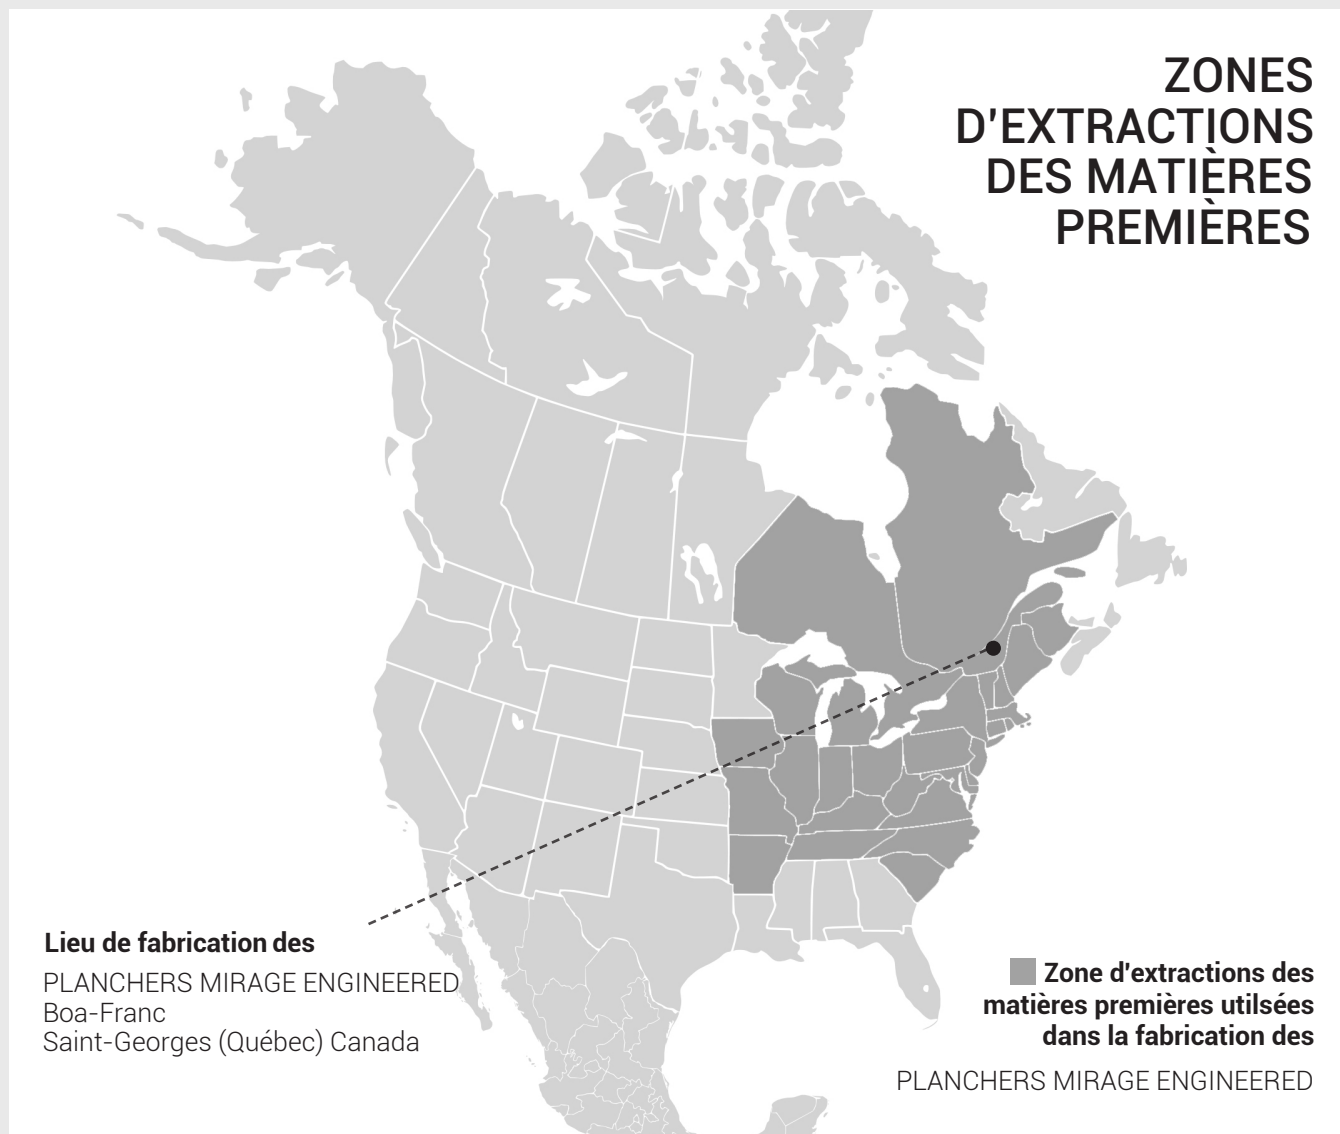 ZONES
D'EXTRACTIONS
DES MATIÈRES
PREMIÈRES
Lieu de fabrication des
PLANCHERS MIRAGE ENGINEERED
Boa-Franc
Saint-Georges (Québec) Canada
Zone d'extractions des
matières premières utilsées
dans la fabrication des
PLANCHERS MIRAGE ENGINEERED